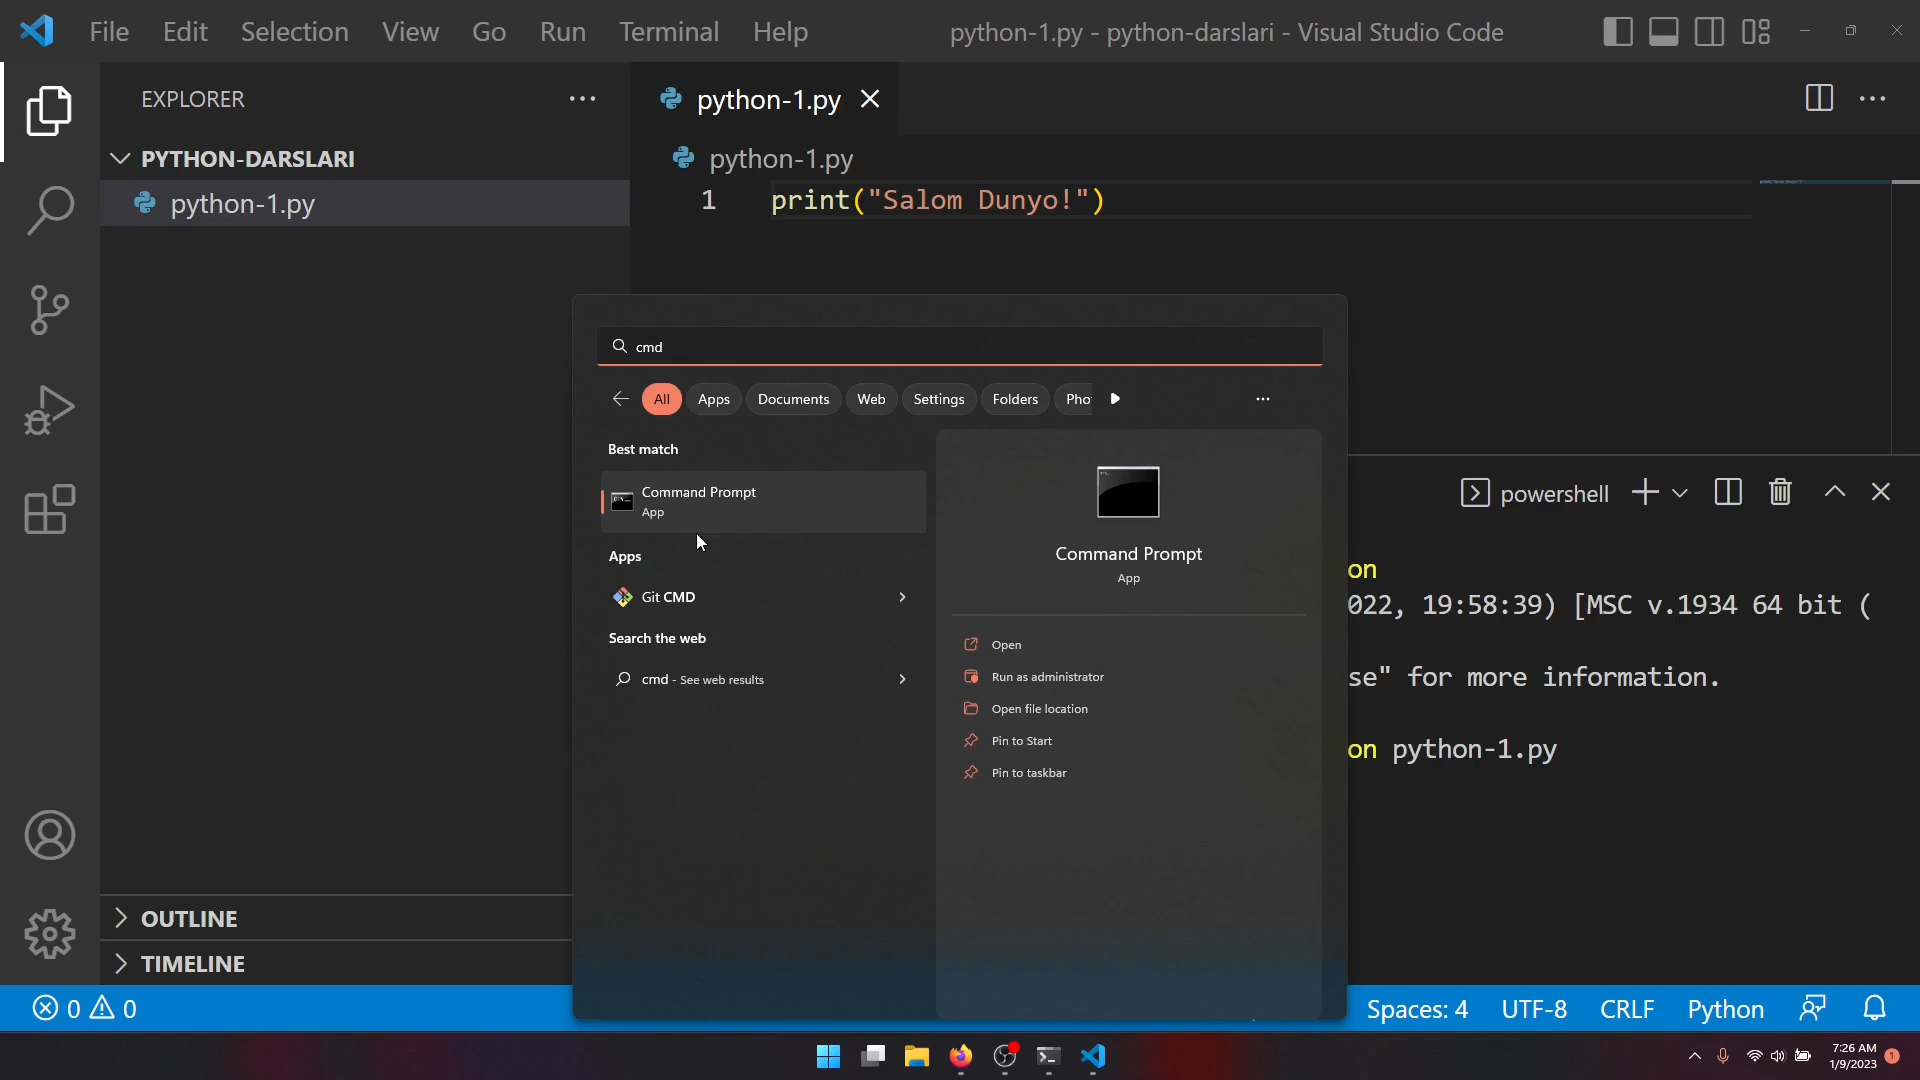 File Edit Selection View Go Run Terminal Help
python-1.py - python-darslari - Visual Studio Code
EXPLORER
PYTHON-DARSLARI
python-1.py
OUTLINE
TIMELINE
python-1.py
python-1.py
1 print("Salom Dunyo!")
cmd
All Apps Documents Web Settings Folders Pho
Best match
Command Prompt
App
Apps
Git CMD
Search the web
cmd - See web results
Command Prompt
App
Open
Run as administrator
Open file location
Pin to Start
Pin to taskbar
powershell
on
022, 19:58:39) [MSC v.1934 64 bit (
se" for more information.
on python-1.py
0 0
Spaces: 4 UTF-8 CRLF Python
7:26 AM
1/9/2023
1